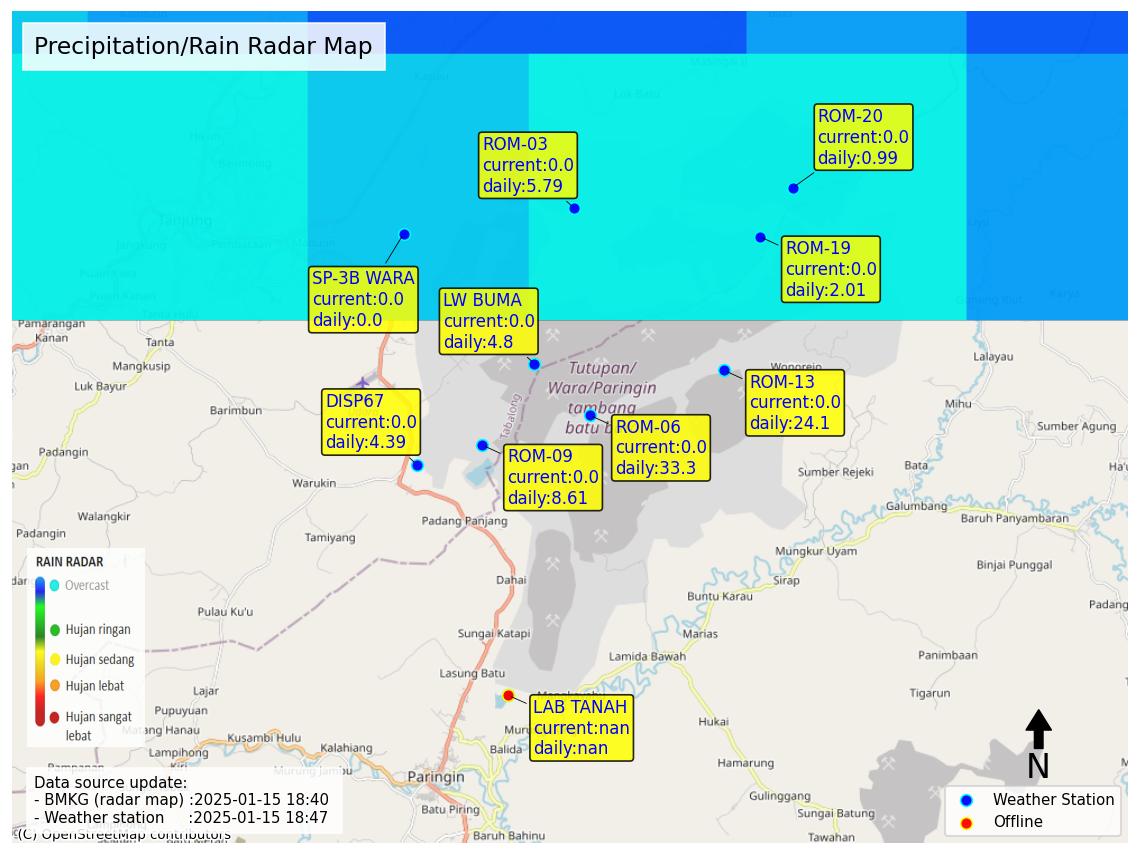 Precipitation/Rain Radar Map
ROM-20
current:0.0
daily:0.99
ROM-03
current:0.0
daily:5.79
ROM-19
current:0.0
daily:2.01
SP-3B WARA
current:0.0
daily:0.0
LW BUMA
current:0.0
daily:4.8
Tanjung
Lok Batu
Karya
Pamarangan
Kanan
Tanta
Mangkusip
Luk Bayur
Barimbun
Tutupan/
Wara/Paringin
tambang
batu
Tabalong
Wonorejo
Lalayau
Mihu
Sumber Agung
ROM-13
current:0.0
daily:24.1
DISP67
current:0.0
daily:4.39
ROM-06
current:0.0
daily:33.3
ROM-09
current:0.0
daily:8.61
Warukin
Sumber Rejeki
Bata
Padang
Galumbang
Baruh Panyambaran
Walangkir
Padangin
Padang Panjang
Tamiyang
Mungkur Uyam
Binjai Punggal
Sirap
Dahai
Buntu Karau
Padang
Pulau Ku'u
Sungai Katapi
Marias
Lamida Bawah
Panimbaan
Lasung Batu
Tigarun
Lajar
Pupuyuan
Matang Hanau
Kusambi Hulu
Lampihong
Kalahiang
Murung Jambu
Hukai
Hamarung
Balida
Paringin
Batu Piring
Gulinggang
Sungai Batung
Baruh Bahinu
Tawahan
LAB TANAH
current:nan
daily:nan
RAIN RADAR
Overcast
Hujan ringan
Hujan sedang
Hujan lebat
Hujan sangat
lebat
N
Data source update:
- BMKG (radar map) :2025-01-15 18:40
- Weather station :2025-01-15 18:47
(C) OpenStreetMap contributors
Weather Station
Offline